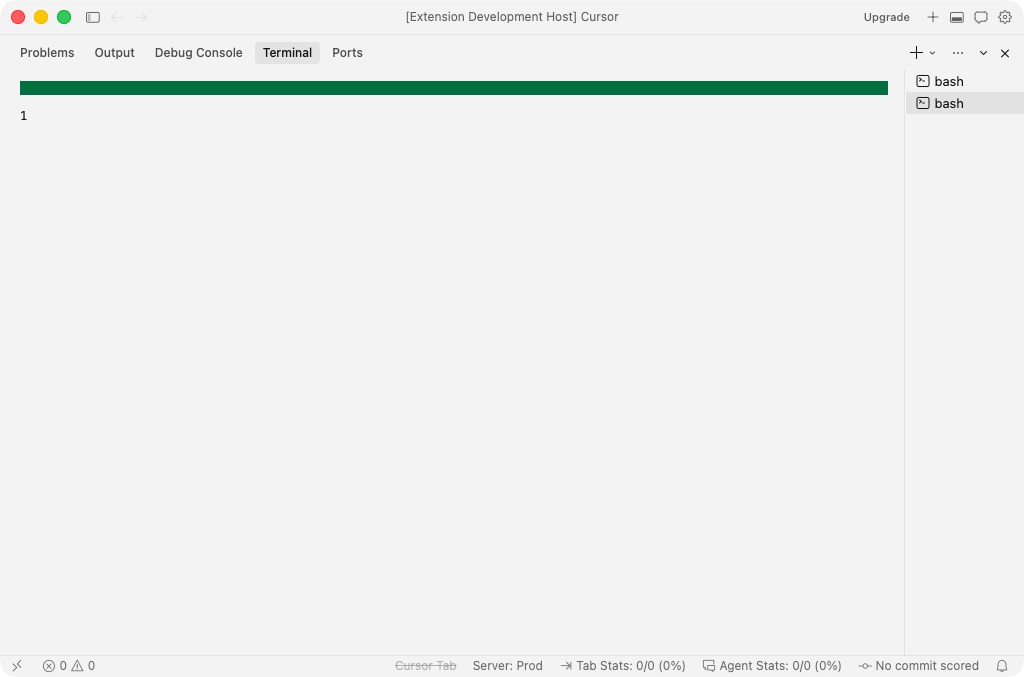 [Extension Development Host] Cursor
Upgrade
Problems Output Debug Console Terminal Ports
bash
bash
1
0 0
Cursor Tab Server: Prod Tab Stats: 0/0 (0%) Agent Stats: 0/0 (0%) No commit scored